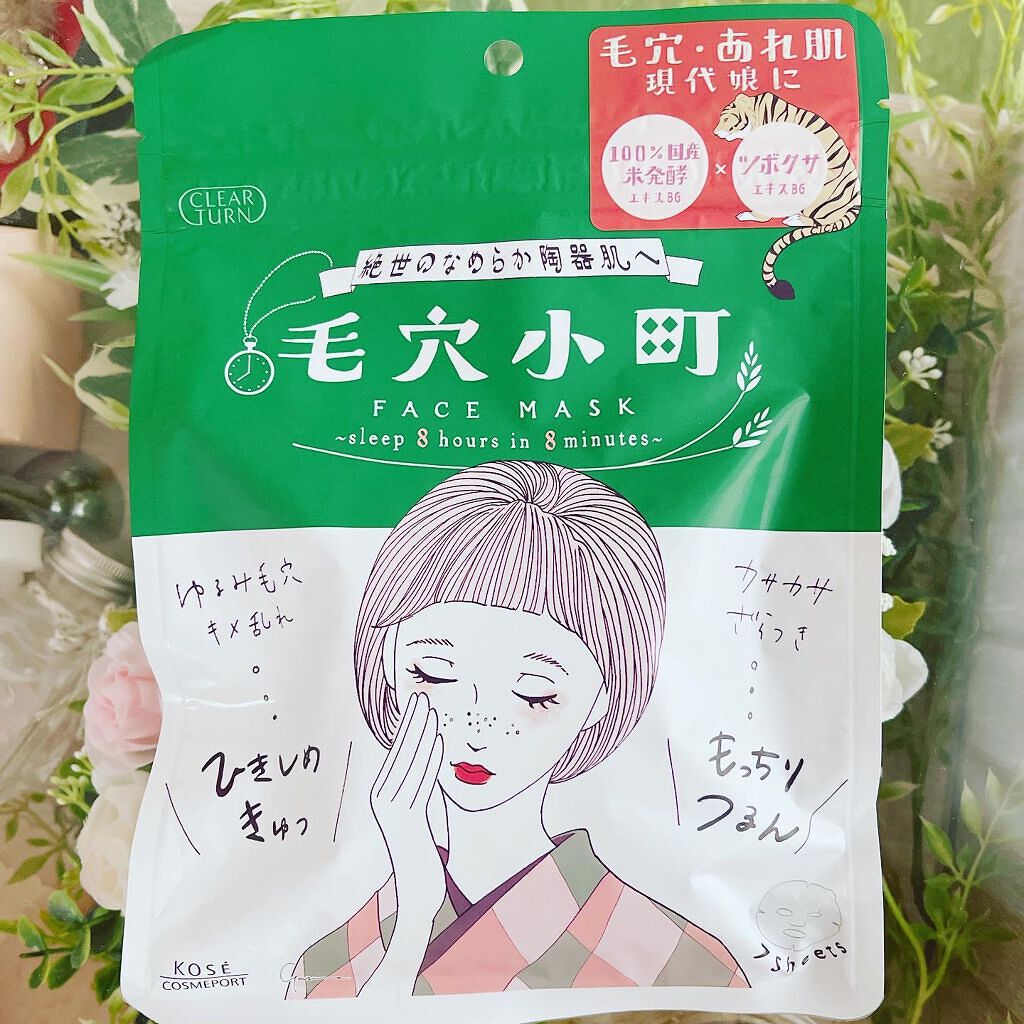 毛穴・あれ肌
現代娘に
100%国産
米発酵
エキスBG
×
ツボクサ
エキスBG
CICA
CLEAR
TURN
絶世のなめらか陶器肌へ
毛穴小町
FACE MASK
~sleep 8 hours in 8 minutes~
ゆるみ毛穴
キメ乱れ
ひきしめ
きゅっ
カサカサ
ざらつき
もっちり
つるん
7sheets
KOSÉ
COSMEPORT